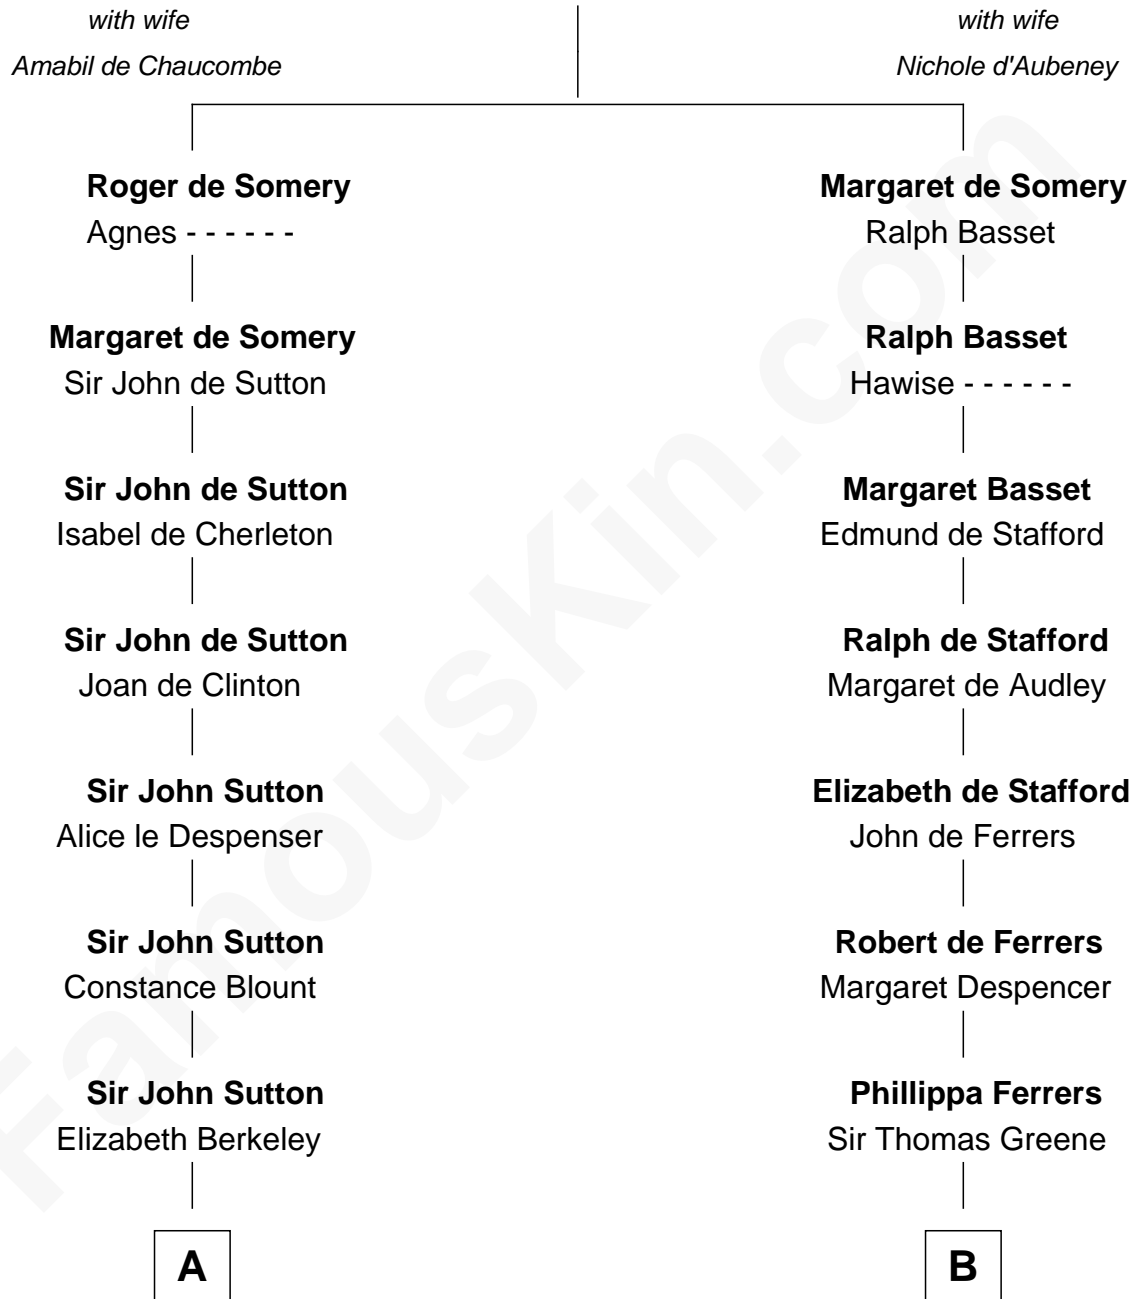 with wife
Amabil de Chaucombe
with wife
Nichole d'Aubeney
Roger de Somery
Agnes - - - - - -
Margaret de Somery
Ralph Basset
Margaret de Somery
Sir John de Sutton
Ralph Basset
Hawise - - - - - -
Sir John de Sutton
Isabel de Cherleton
Margaret Basset
Edmund de Stafford
Sir John de Sutton
Joan de Clinton
Ralph de Stafford
Margaret de Audley
Sir John Sutton
Alice le Despenser
Elizabeth de Stafford
John de Ferrers
Sir John Sutton
Constance Blount
Robert de Ferrers
Margaret Despencer
Sir John Sutton
Elizabeth Berkeley
Phillippa Ferrers
Sir Thomas Greene
A
B
FamousKin.com